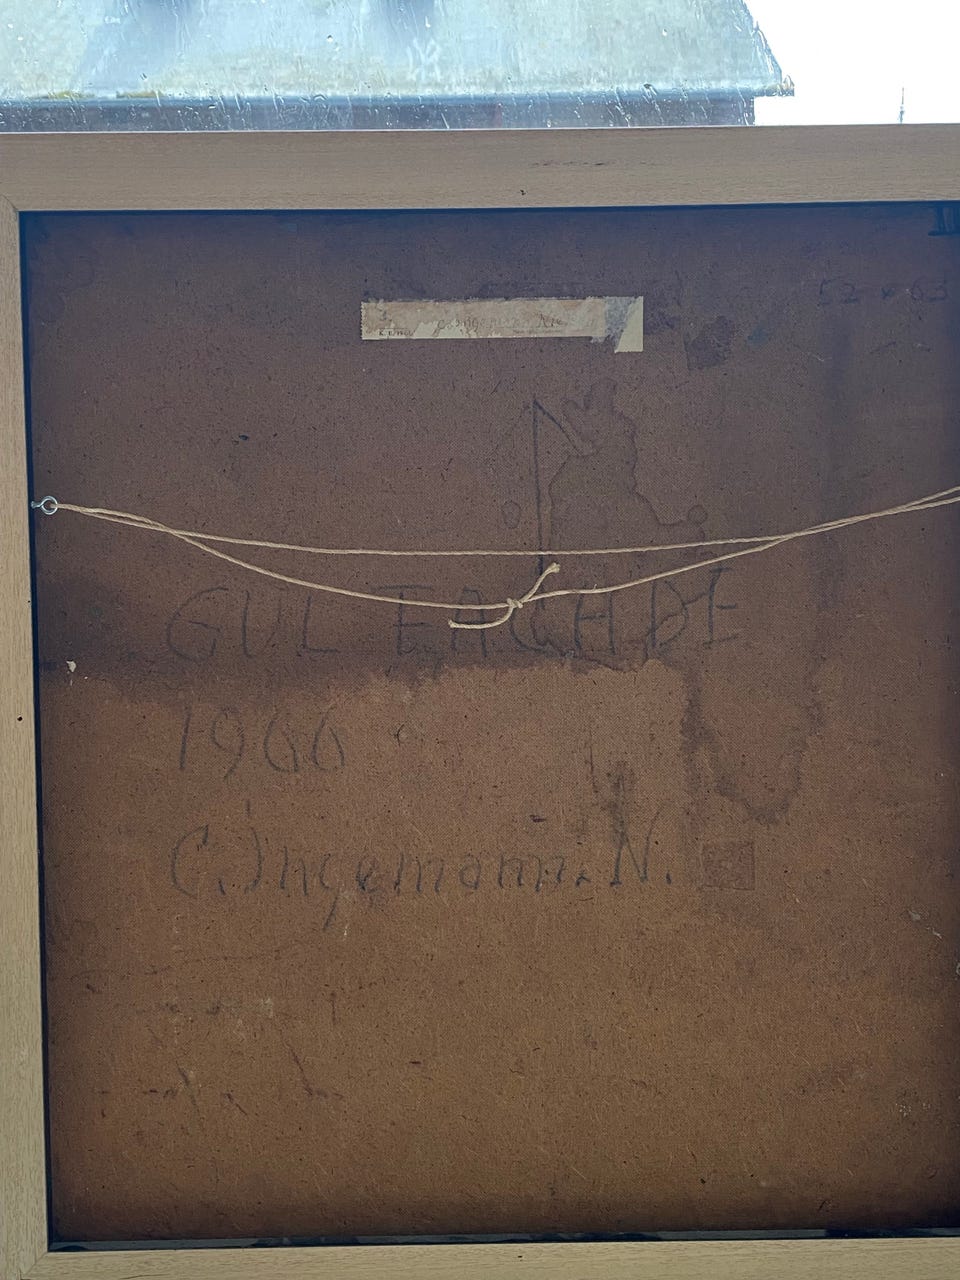 52 x 63
GUL FACADE
1966
C. Ingemann. N.